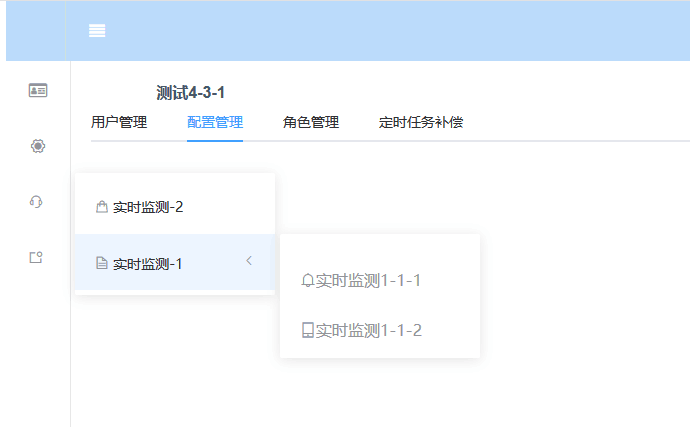 测试4-3-1
用户管理 配置管理 角色管理 定时任务补偿
实时监测-2
实时监测-1
实时监测1-1-1
实时监测1-1-2